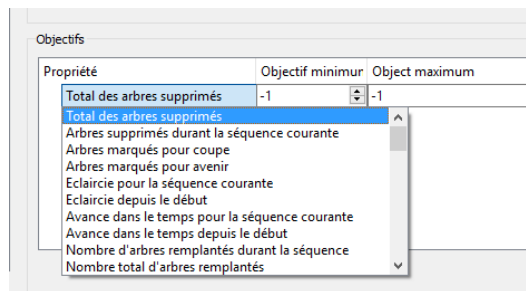 Objectifs
Propriété Objectif minimur Object maximum
Total des arbres supprimés -1 -1
Total des arbres supprimés
Arbres supprimés durant la séquence courante
Arbres marqués pour coupe
Arbres marqués pour avenir
Eclaircie pour la séquence courante
Eclaircie depuis le début
Avance dans le temps pour la séquence courante
Avance dans le temps depuis le début
Nombre d'arbres remplantés durant la séquence
Nombre total d'arbres remplantés